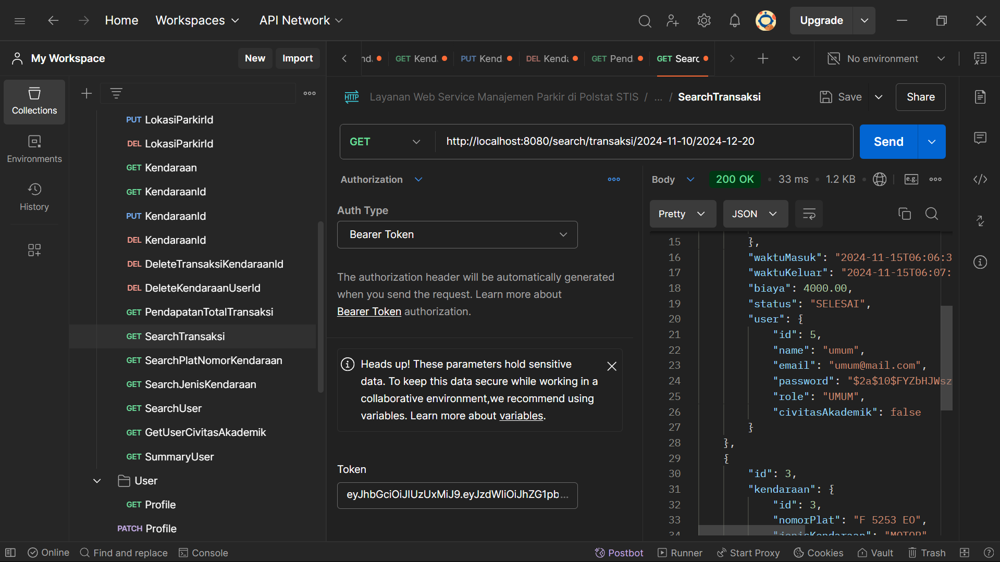 Home Workspaces API Network Upgrade
My Workspace New Import
nd. GET Kend. PUT Kend. DEL Kenda GET Pend. GET Searc No environment
Collections
Environments
History
PUT LokasiParkirId
DEL LokasiParkirId
GET Kendaraan
GET KendaraanId
PUT KendaraanId
DEL KendaraanId
DEL DeleteTransaksiKendaraanId
DEL DeleteKendaraanUserId
GET PendapatanTotalTransaksi
GET SearchTransaksi
GET SearchPlatNomorKendaraan
GET SearchJenisKendaraan
GET SearchUser
GET GetUserCivitasAkademik
GET SummaryUser
User
GET Profile
PATCH Profile
HTTP Layanan Web Service Manajemen Parkir di Polstat STIS / ... / SearchTransaksi Save Share
GET http://localhost:8080/search/transaksi/2024-11-10/2024-12-20 Send
Authorization
Auth Type
Bearer Token
The authorization header will be automatically generated
when you send the request. Learn more about
Bearer Token authorization.
Heads up! These parameters hold sensitive
data. To keep this data secure while working in a
collaborative environment,we recommend using
variables. Learn more about variables.
Token
eyJhbGciOiJIUzUxMiJ9.eyJzdWIiOiJhZG1pb...
Body 200 OK • 33 ms • 1.2 KB • e.g.
Pretty JSON
15 },
16 "waktuMasuk": "2024-11-15T06:06:3
17 "waktuKeluar": "2024-11-15T06:07:
18 "biaya": 4000.00,
19 "status": "SELESAI",
20 "user": {
21 "id": 5,
22 "name": "umum",
23 "email": "umum@mail.com",
24 "password": "$2a$10$FYZbHJWsz
25 "role": "UMUM",
26 "civitasAkademik": false
27 }
28 },
29 {
30 "id": 3,
31 "kendaraan": {
32 "id": 3,
33 "nomorPlat": "F 5253 EO",
34 "jenisKendaraan": "MOTOR"
Online Find and replace Console Postbot Runner Start Proxy Cookies Vault Trash